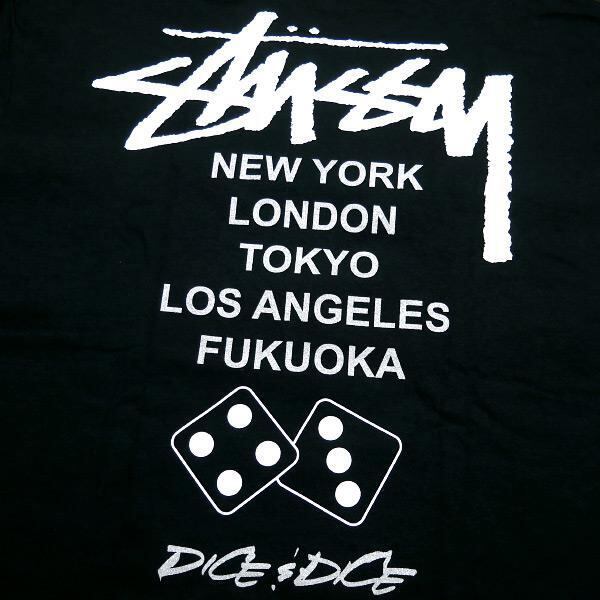 STÜSSY
NEW YORK
LONDON
TOKYO
LOS ANGELES
FUKUOKA
DICE & DICE